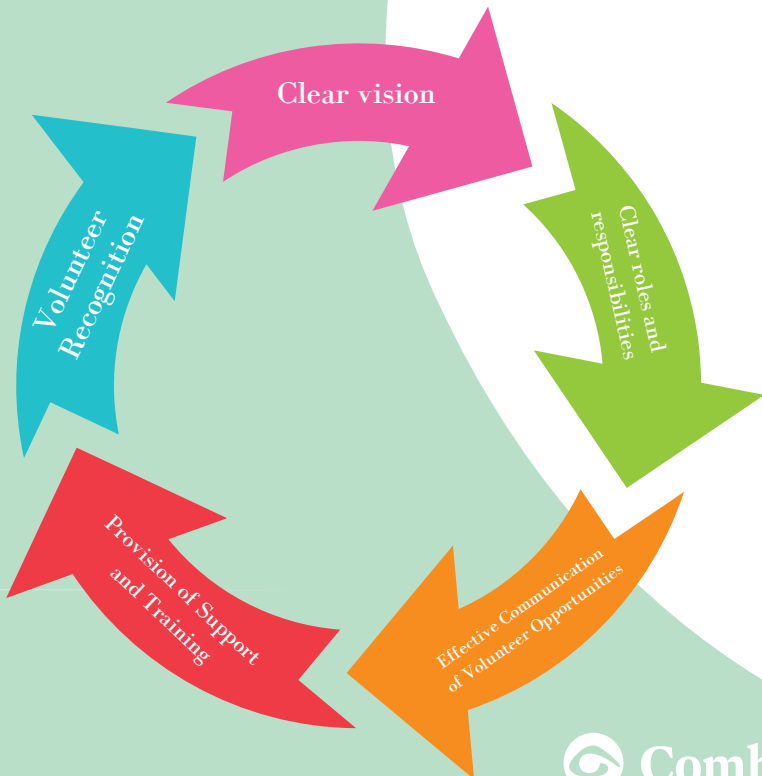 Clear vision
Clear roles and
responsibilities
Effective Communication
of Volunteer Opportunities
Provision of Support
and Training
Volunteer
Recognition